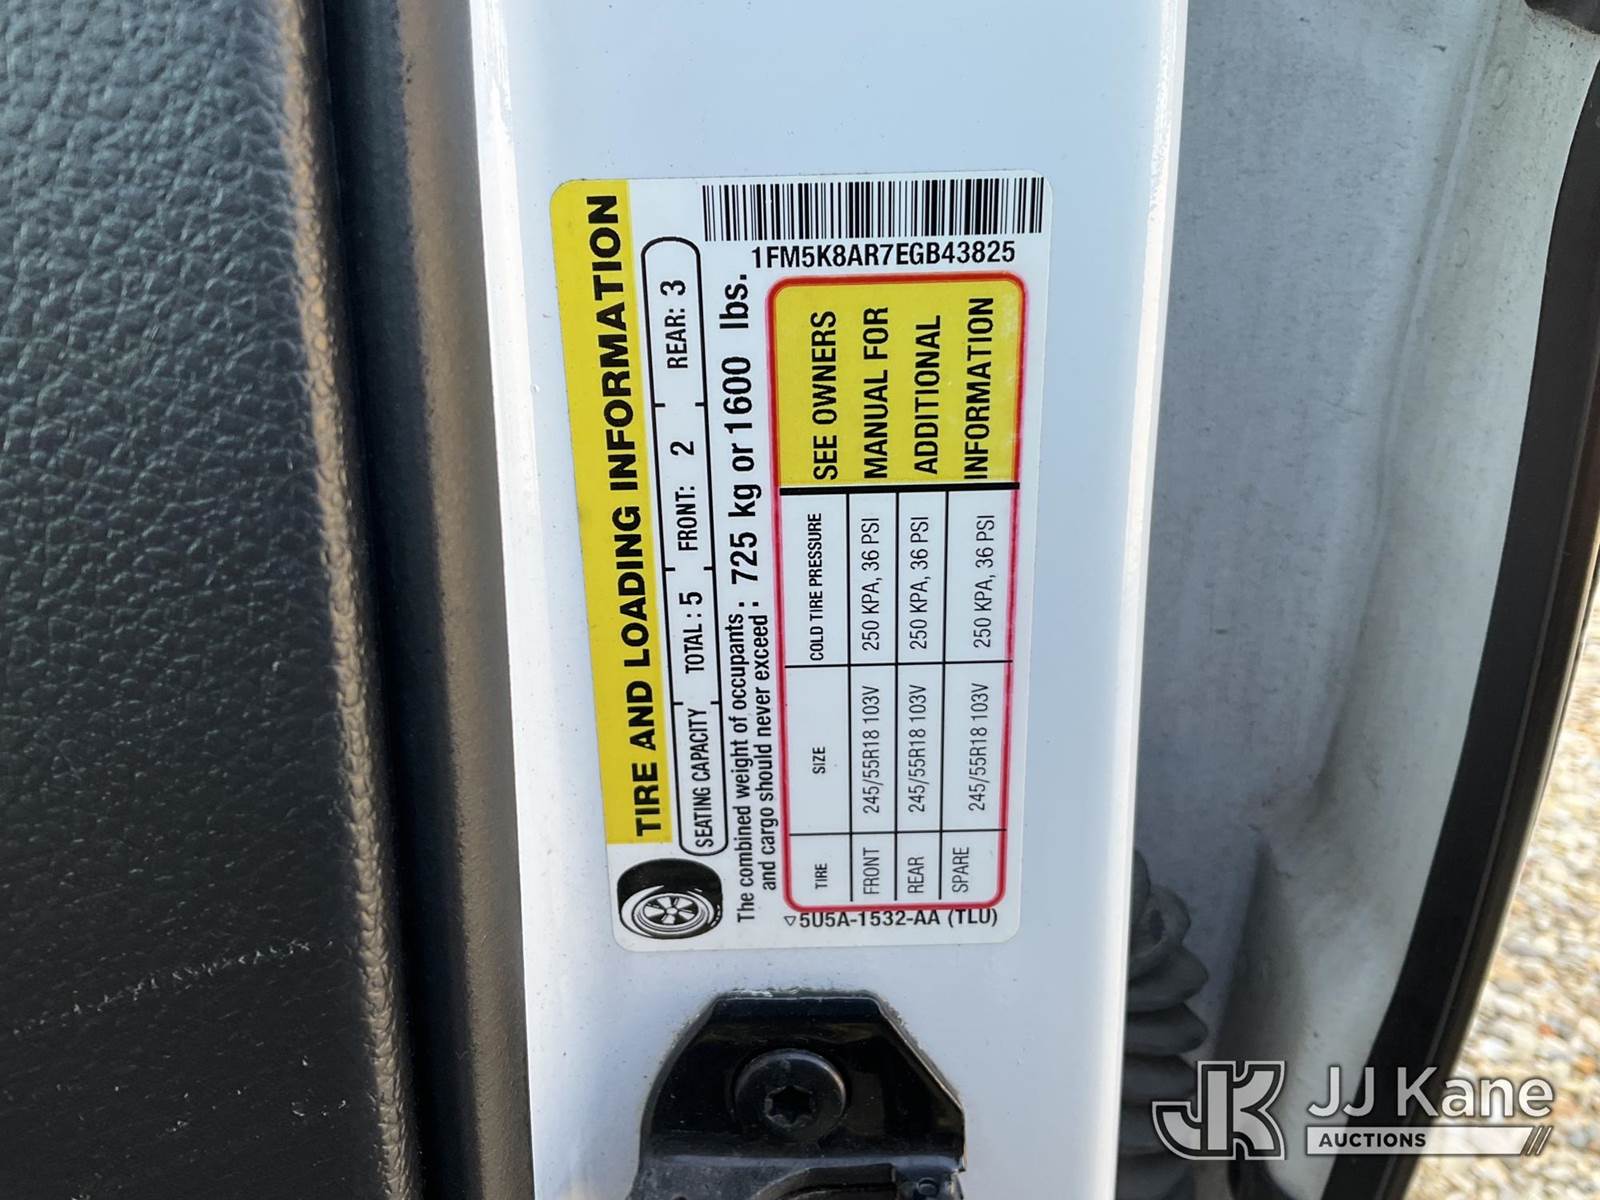 TIRE AND LOADING INFORMATION
SEATING CAPACITY TOTAL: 5 FRONT: 2 REAR: 3
The combined weight of occupants and cargo should never exceed : 725 kg or 1600 lbs.
1FM5K8AR7EGB43825
TIRE SIZE COLD TIRE PRESSURE
FRONT 245/55R18 103V 250 KPA, 36 PSI
REAR 245/55R18 103V 250 KPA, 36 PSI
SPARE 245/55R18 103V 250 KPA, 36 PSI
SEE OWNERS
MANUAL FOR
ADDITIONAL
INFORMATION
▽5U5A-1532-AA (TLU)
JK JJ Kane
AUCTIONS